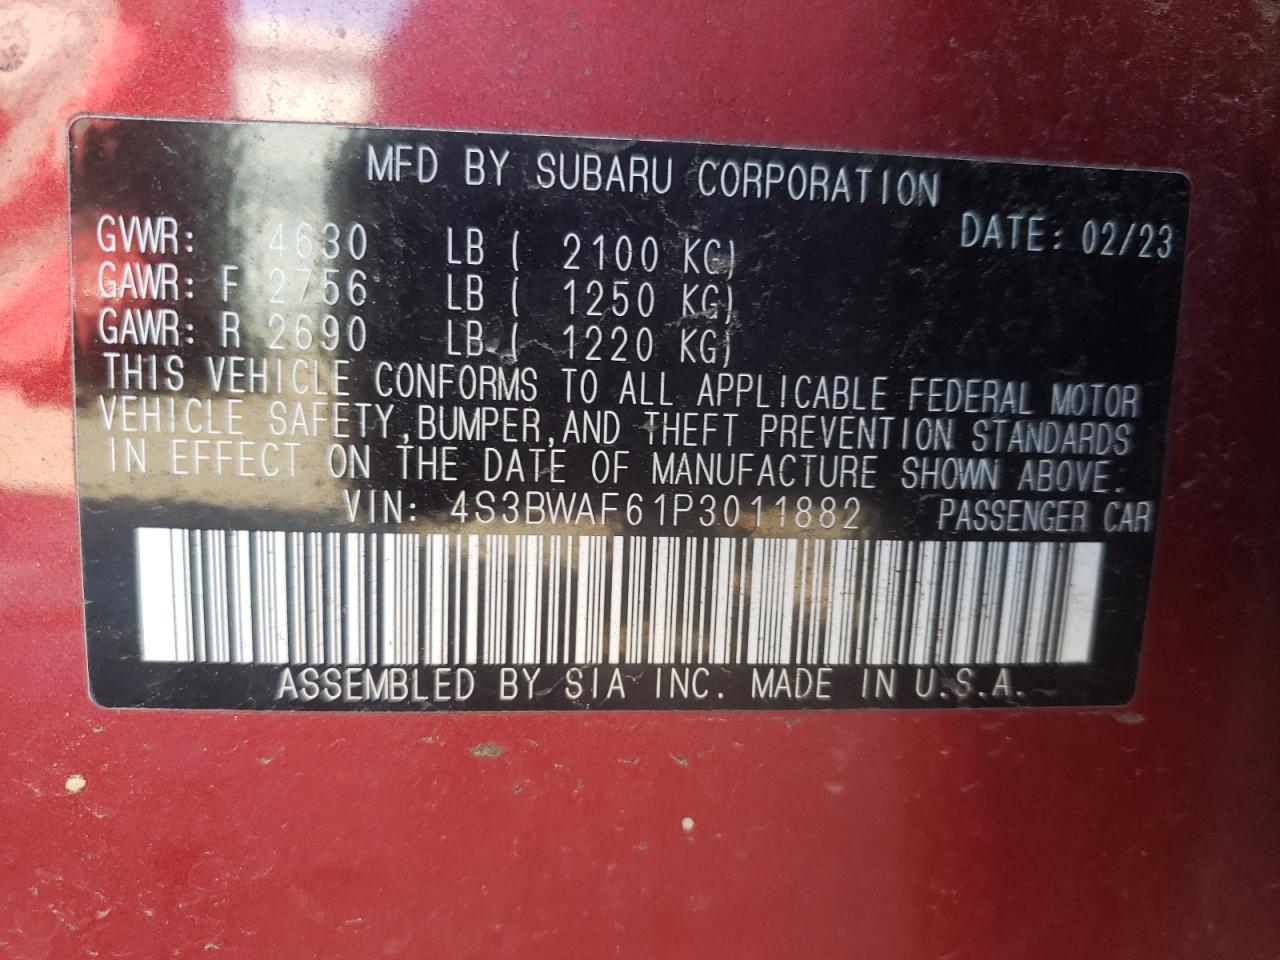 MFD BY SUBARU CORPORATION
DATE: 02/23
GVWR: 4630 LB ( 2100 KG)
GAWR: F 2756 LB ( 1250 KG)
GAWR: R 2690 LB ( 1220 KG)
THIS VEHICLE CONFORMS TO ALL APPLICABLE FEDERAL MOTOR
VEHICLE SAFETY,BUMPER,AND THEFT PREVENTION STANDARDS
IN EFFECT ON THE DATE OF MANUFACTURE SHOWN ABOVE.
VIN: 4S3BWAF61P3011882 PASSENGER CAR
ASSEMBLED BY SIA INC. MADE IN U.S.A.